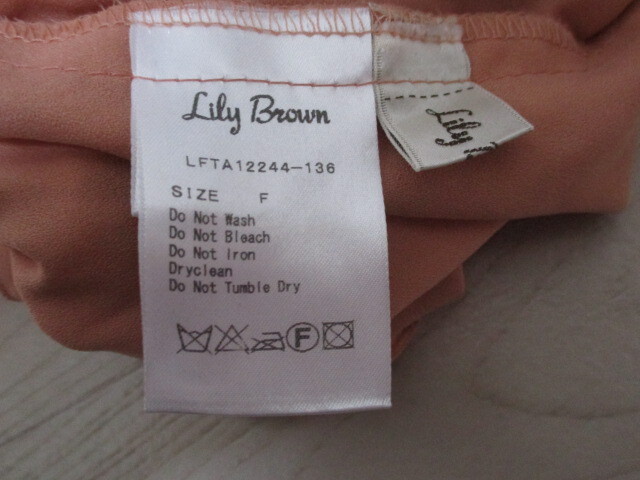 Lily Brown
LFTA12244-136
SIZE F
Do Not Wash
Do Not Bleach
Do Not Iron
Dryclean
Do Not Tumble Dry
F
Lily